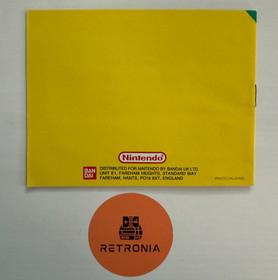 Nintendo
BAN
DAI
DISTRIBUTED FOR NINTENDO BY BANDAI UK LTD.
UNIT E1, FAREHAM HEIGHTS, STANDARD WAY
FAREHAM, HANTS, PO16 8XT, ENGLAND
RETRONIA